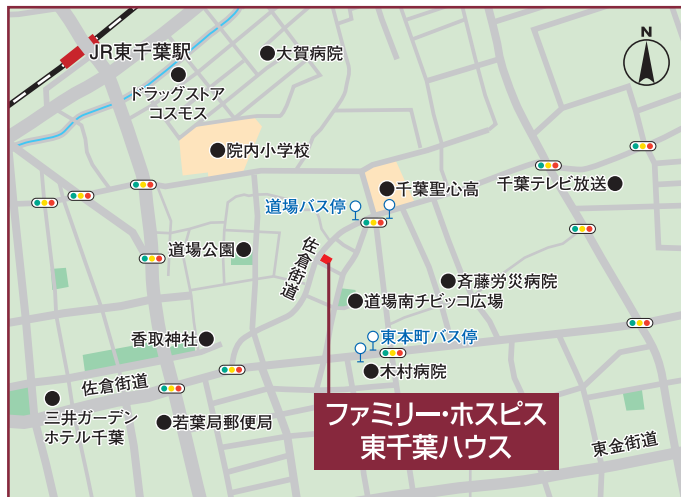 JR東千葉駅
大賀病院
N
ドラッグストア
コスモス
院内小学校
千葉聖心高
千葉テレビ放送
道場バス停
道場公園
佐倉街道
斉藤労災病院
道場南チビッコ広場
香取神社
東本町バス停
木村病院
佐倉街道
三井ガーデン
ホテル千葉
若葉局郵便局
ファミリー・ホスピス
東千葉ハウス
東金街道